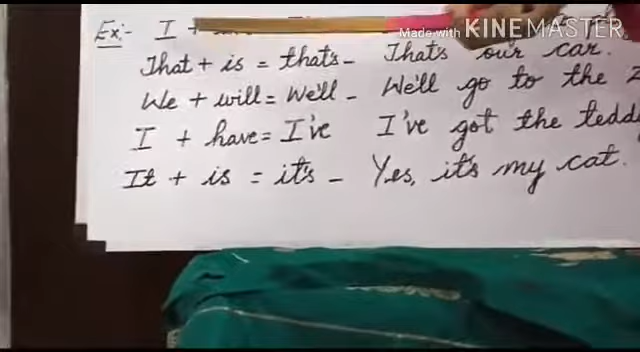 Made with KINEMASTER
Ex:- I +
That + is = that's - That's our car.
We + will = We'll - We'll go to the
I + have = I've I've got the tedd
It + is = it's - Yes, it's my cat.